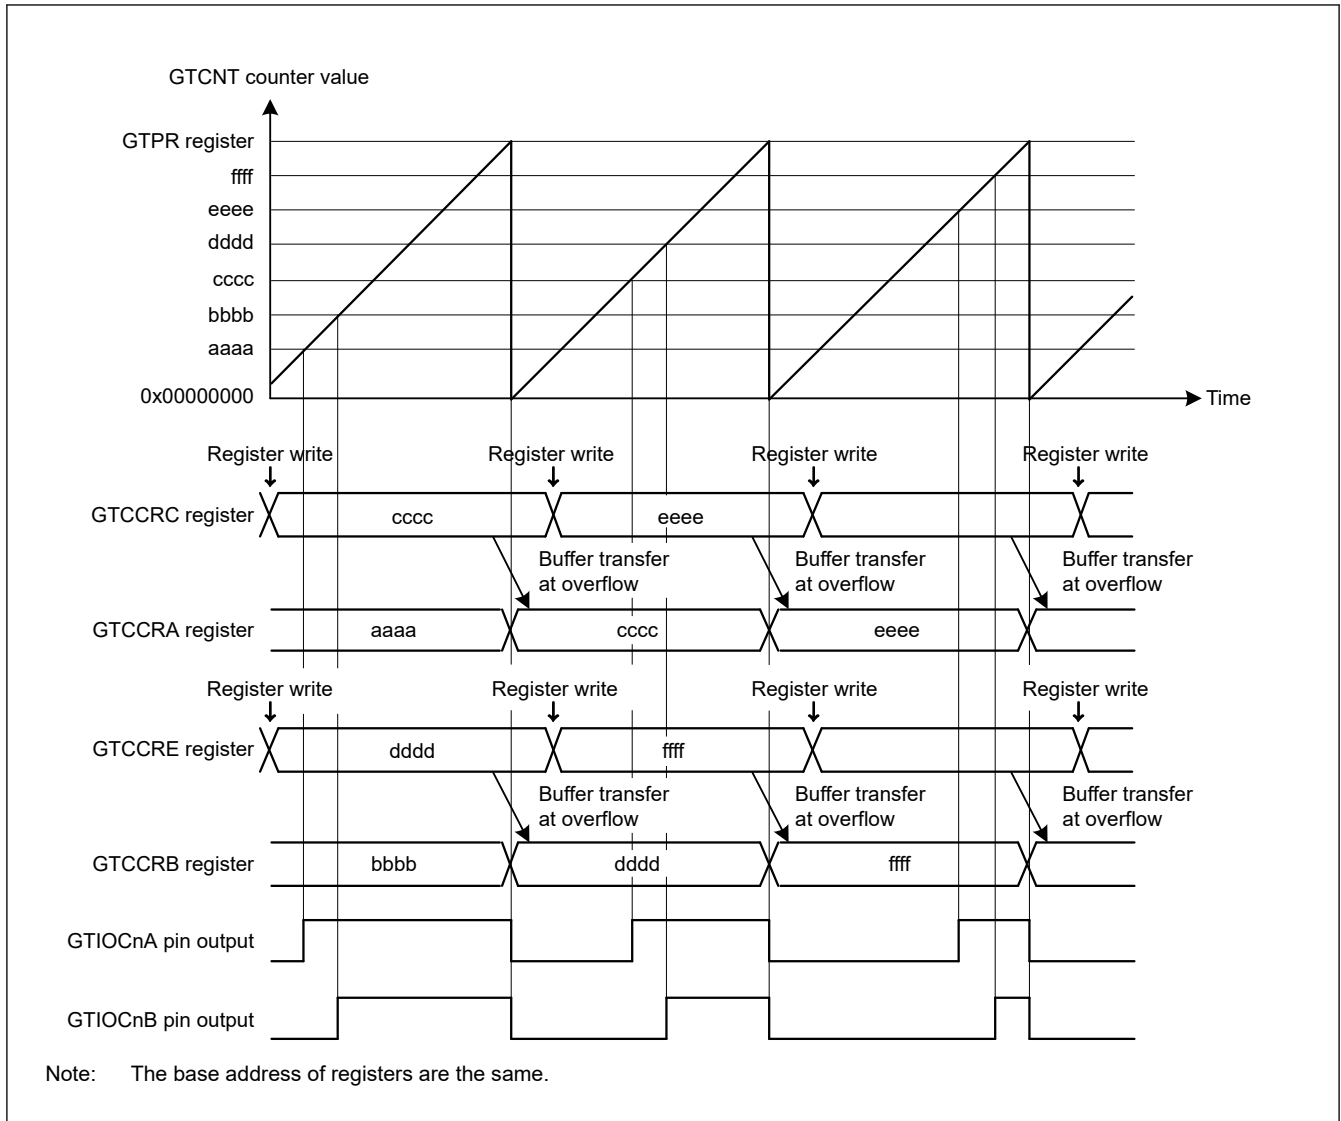 GTCNT counter value
GTPR register
ffff
eeee
dddd
cccc
bbbb
aaaa
0x00000000
Time
Register write Register write Register write Register write
GTCCRC register cccc eeee
Buffer transfer at overflow
Buffer transfer at overflow
Buffer transfer at overflow
GTCCRA register aaaa cccc eeee
Register write Register write Register write Register write
GTCCRE register dddd ffff
Buffer transfer at overflow
Buffer transfer at overflow
Buffer transfer at overflow
GTCCRB register bbbb dddd ffff
GTIOCnA pin output
GTIOCnB pin output
Note: The base address of registers are the same.